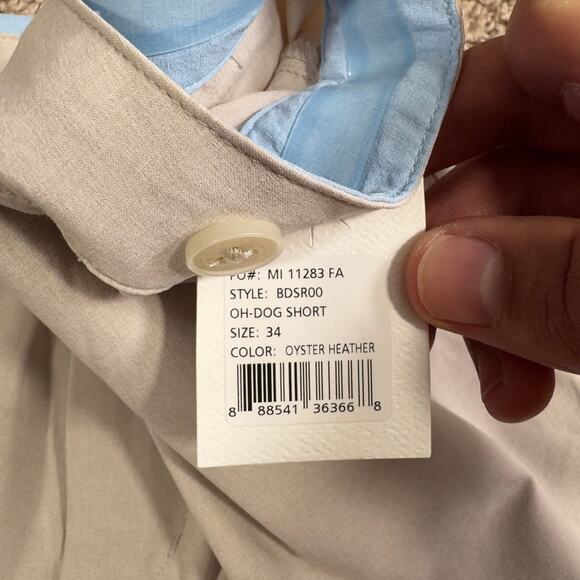 PO#: MI 11283 FA
STYLE: BDSR00
OH-DOG SHORT
SIZE: 34
COLOR: OYSTER HEATHER
8 88541 36366 8